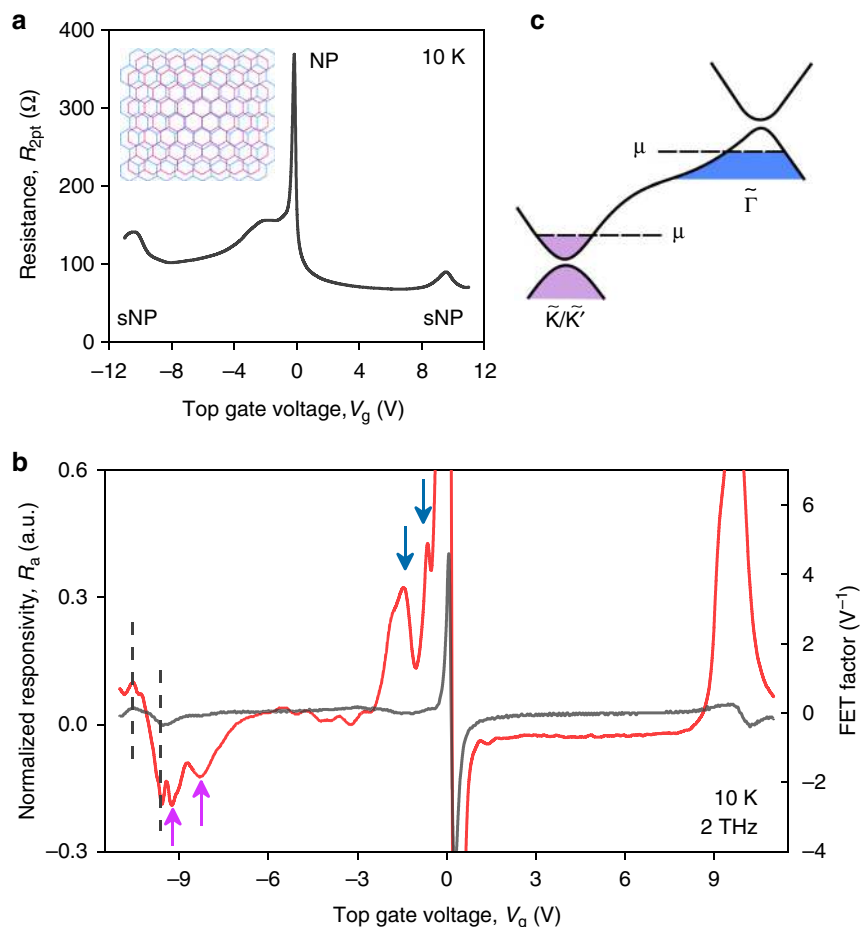 a
400
300
200
100
0
Resistance, R2pt (Ω)
NP
10 K
sNP
sNP
−12
−8
−4
0
4
8
12
Top gate voltage, Vg (V)
c
μ
Γ̃
μ
K̃/K̃′
b
0.6
0.3
0.0
−0.3
Normalized responsivity, Ra (a.u.)
6
4
2
0
−2
−4
FET factor (V−1)
10 K
2 THz
−9
−6
−3
0
3
6
9
Top gate voltage, Vg (V)